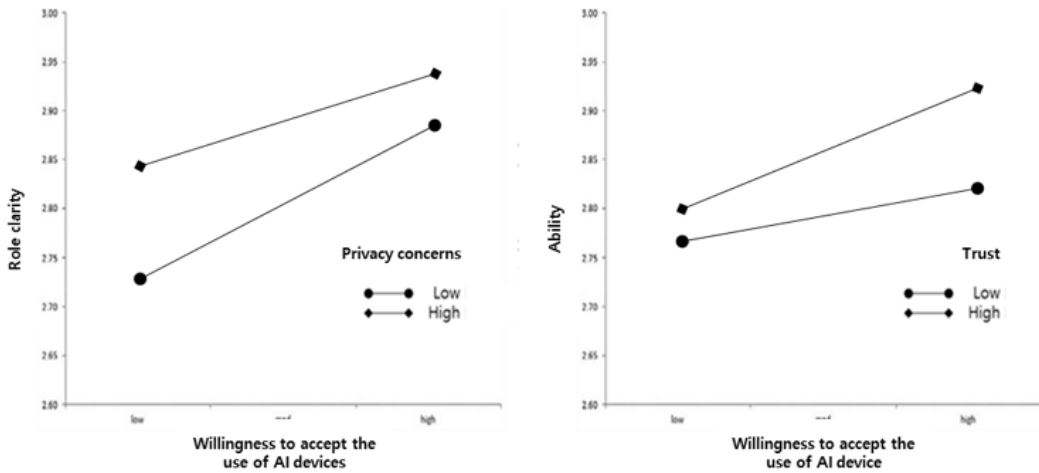 3.00
2.95
2.90
2.85
2.80
2.75
2.70
2.65
2.60
Role clarity
Privacy concerns
Low
High
low
high
Willingness to accept the
use of AI devices
3.00
2.95
2.90
2.85
2.80
2.75
2.70
2.65
2.60
Ability
Trust
Low
High
low
high
Willingness to accept the
use of AI device